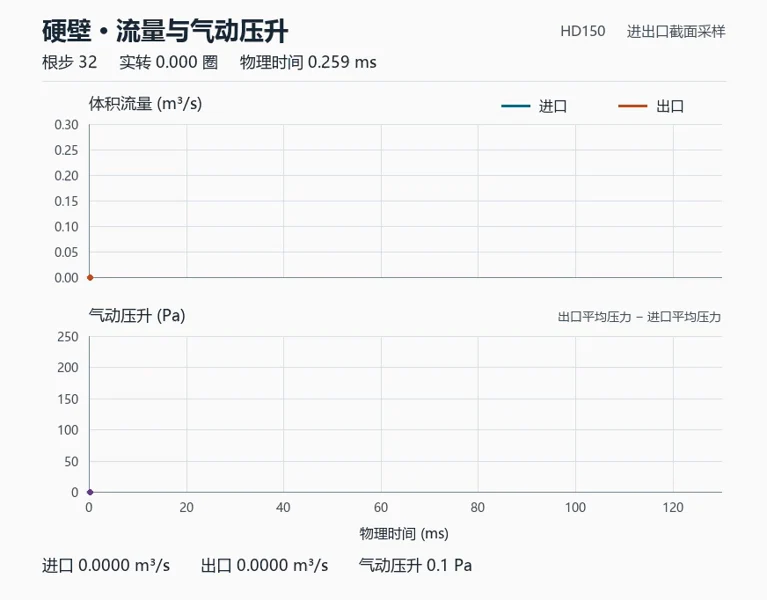 硬壁·流量与气动压升
HD150 进出口截面采样
根步 32 实转 0.000 圈 物理时间 0.259 ms
体积流量 (m³/s)
进口 出口
0.30
0.25
0.20
0.15
0.10
0.05
0.00
气动压升 (Pa)
出口平均压力 − 进口平均压力
250
200
150
100
50
0
0 20 40 60 80 100 120
物理时间 (ms)
进口 0.0000 m³/s 出口 0.0000 m³/s 气动压升 0.1 Pa